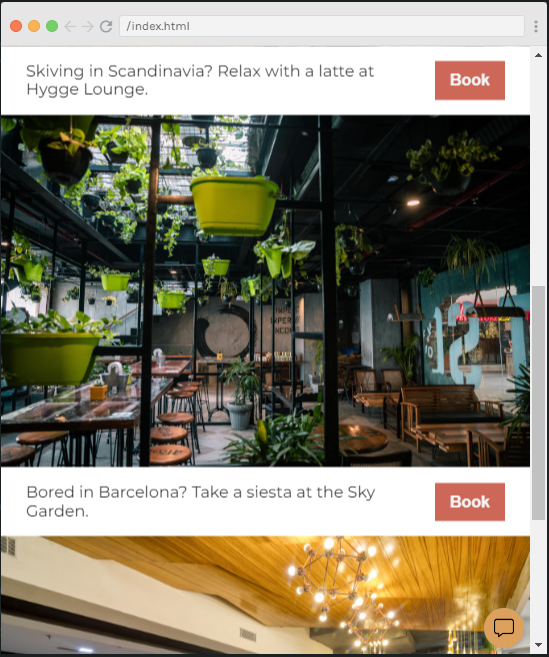 /index.html
Skiving in Scandinavia? Relax with a latte at
Hygge Lounge.
Book
Bored in Barcelona? Take a siesta at the Sky
Garden.
Book